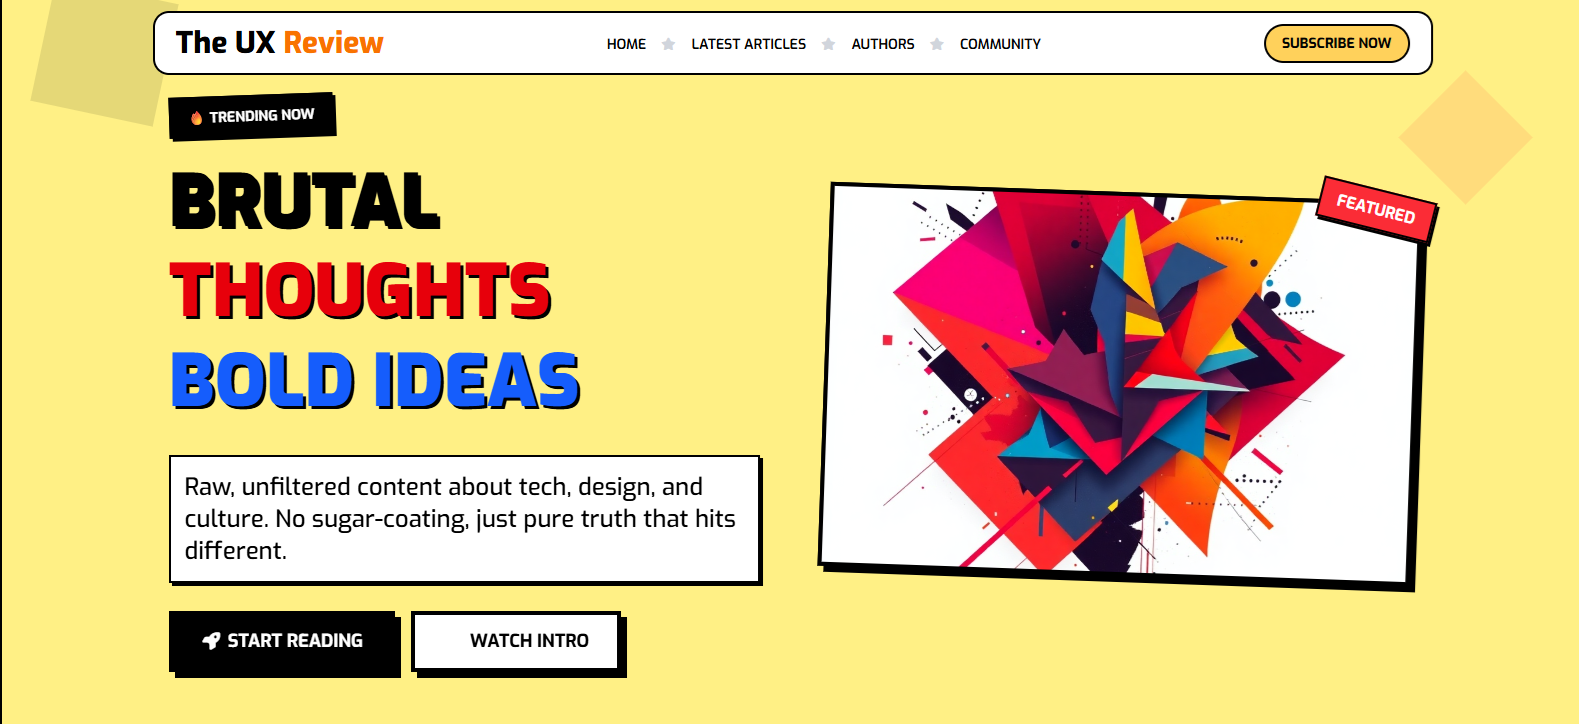 The UX Review
HOME
LATEST ARTICLES
AUTHORS
COMMUNITY
SUBSCRIBE NOW
🔥 TRENDING NOW
BRUTAL
THOUGHTS
BOLD IDEAS
Raw, unfiltered content about tech, design, and
culture. No sugar-coating, just pure truth that hits
different.
START READING
WATCH INTRO
FEATURED